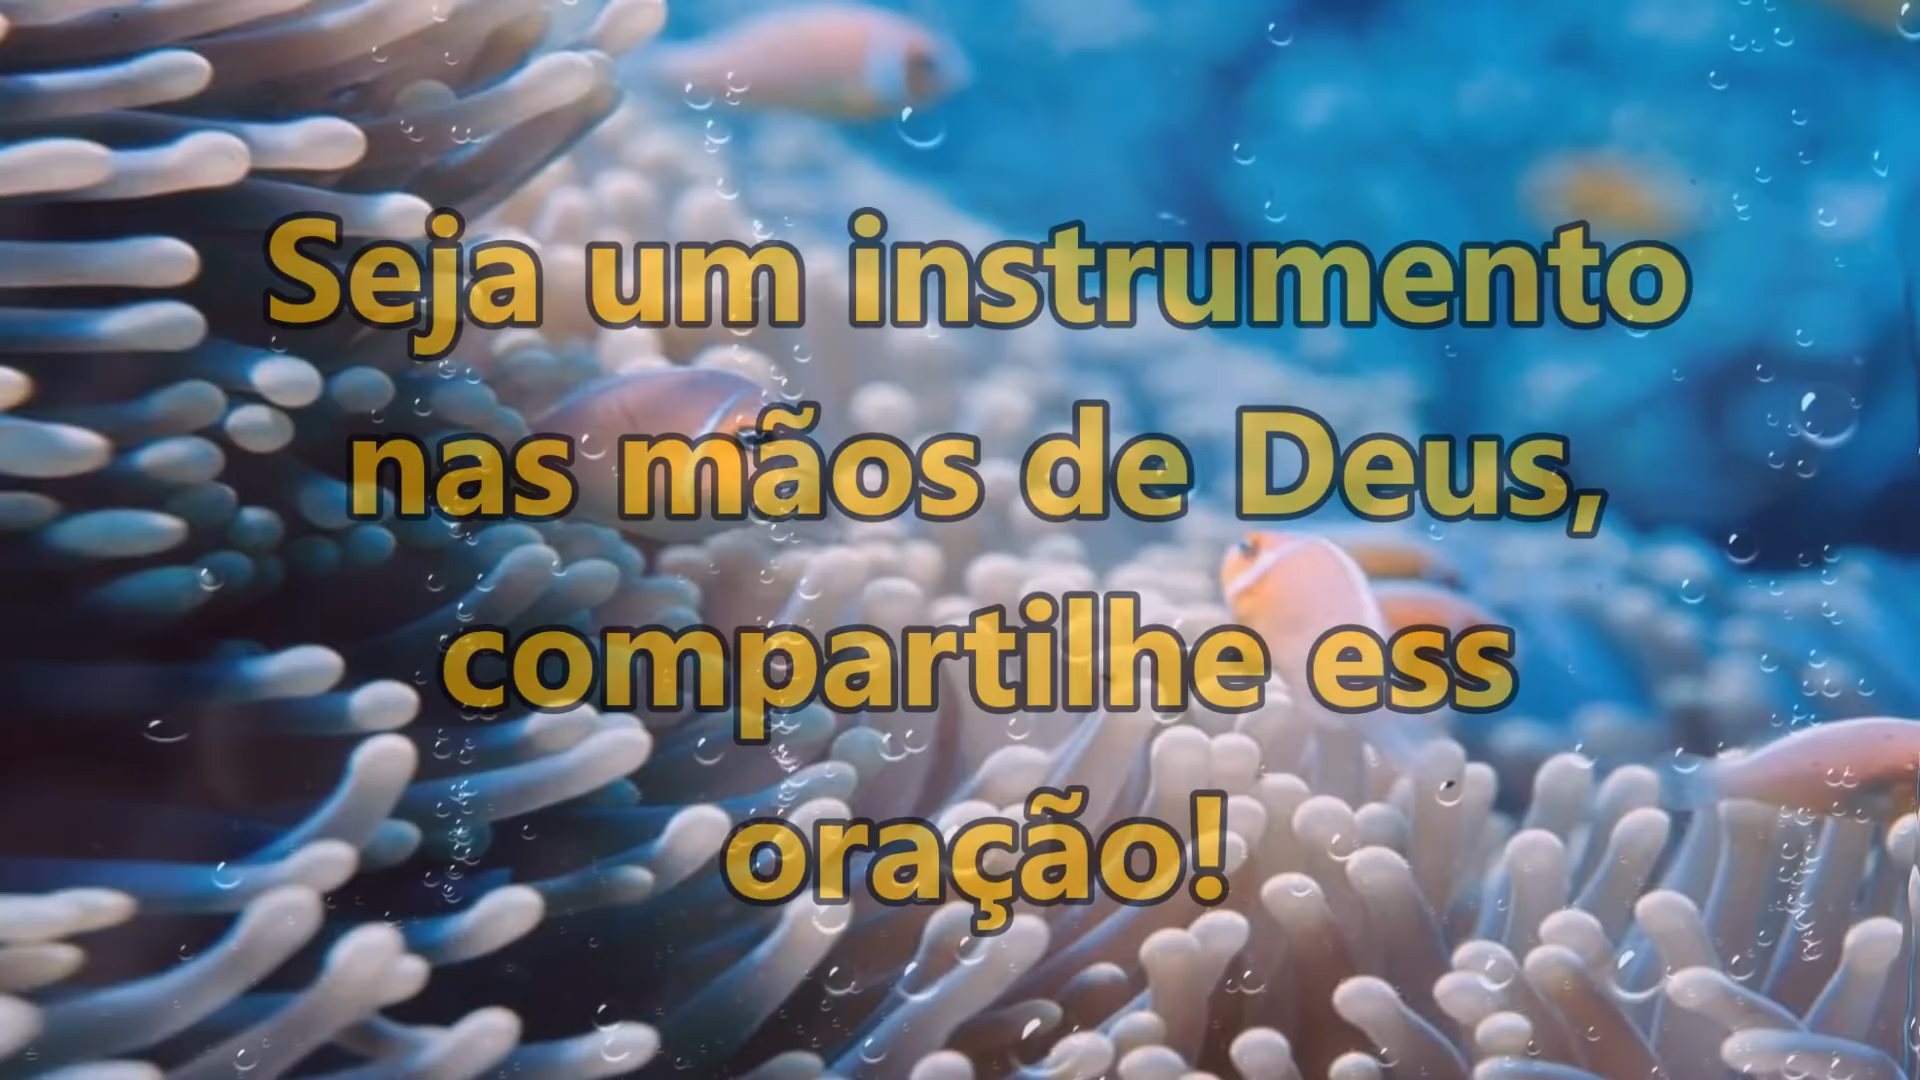 Seja um instrumento
nas mãos de Deus,
compartilhe ess
oração!